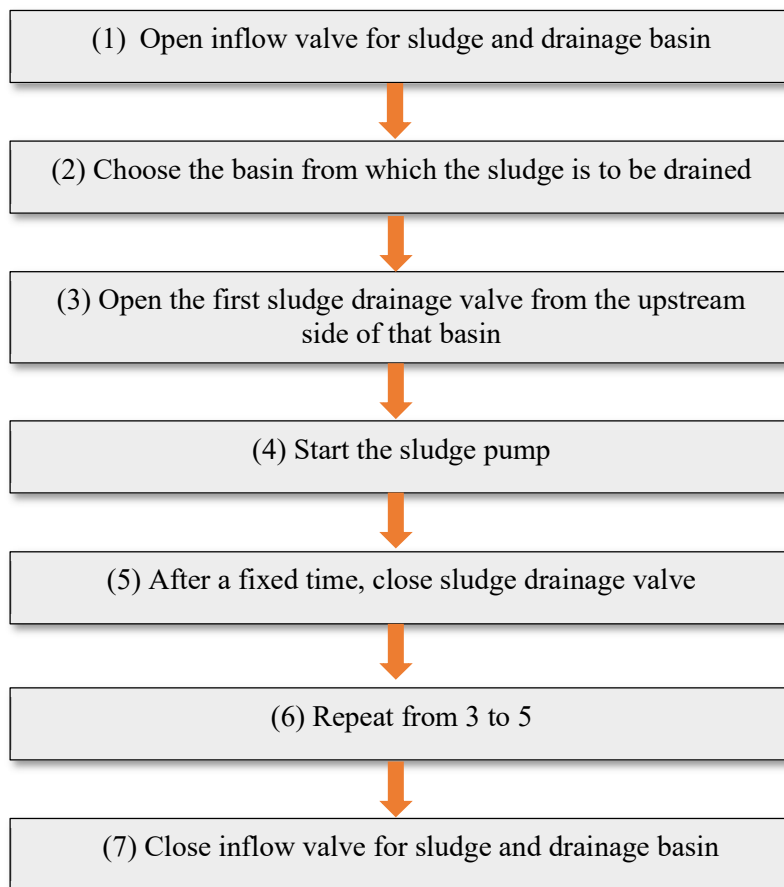 (1) Open inflow valve for sludge and drainage basin
(2) Choose the basin from which the sludge is to be drained
(3) Open the first sludge drainage valve from the upstream
side of that basin
(4) Start the sludge pump
(5) After a fixed time, close sludge drainage valve
(6) Repeat from 3 to 5
(7) Close inflow valve for sludge and drainage basin